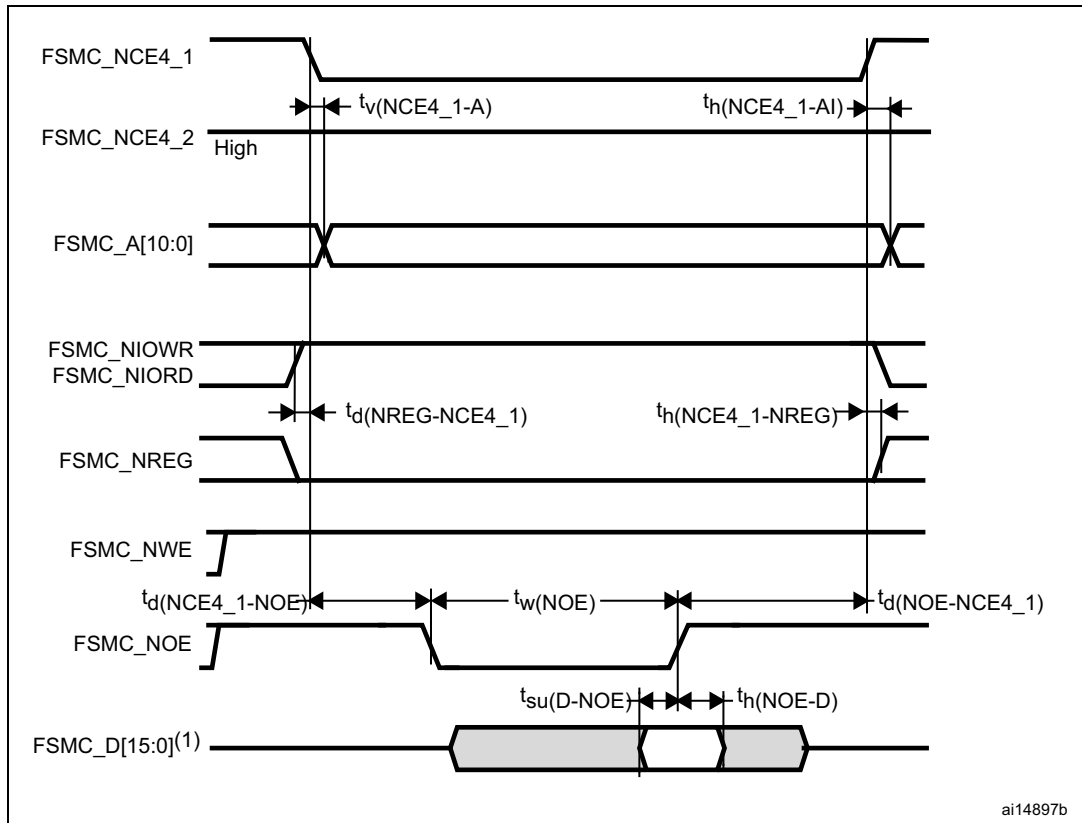 FSMC_NCE4_1
tv(NCE4_1-A)
th(NCE4_1-AI)
FSMC_NCE4_2
High
FSMC_A[10:0]
FSMC_NIOWR
FSMC_NIORD
td(NREG-NCE4_1)
th(NCE4_1-NREG)
FSMC_NREG
FSMC_NWE
td(NCE4_1-NOE)
tw(NOE)
td(NOE-NCE4_1)
FSMC_NOE
tsu(D-NOE)
th(NOE-D)
FSMC_D[15:0](1)
ai14897b